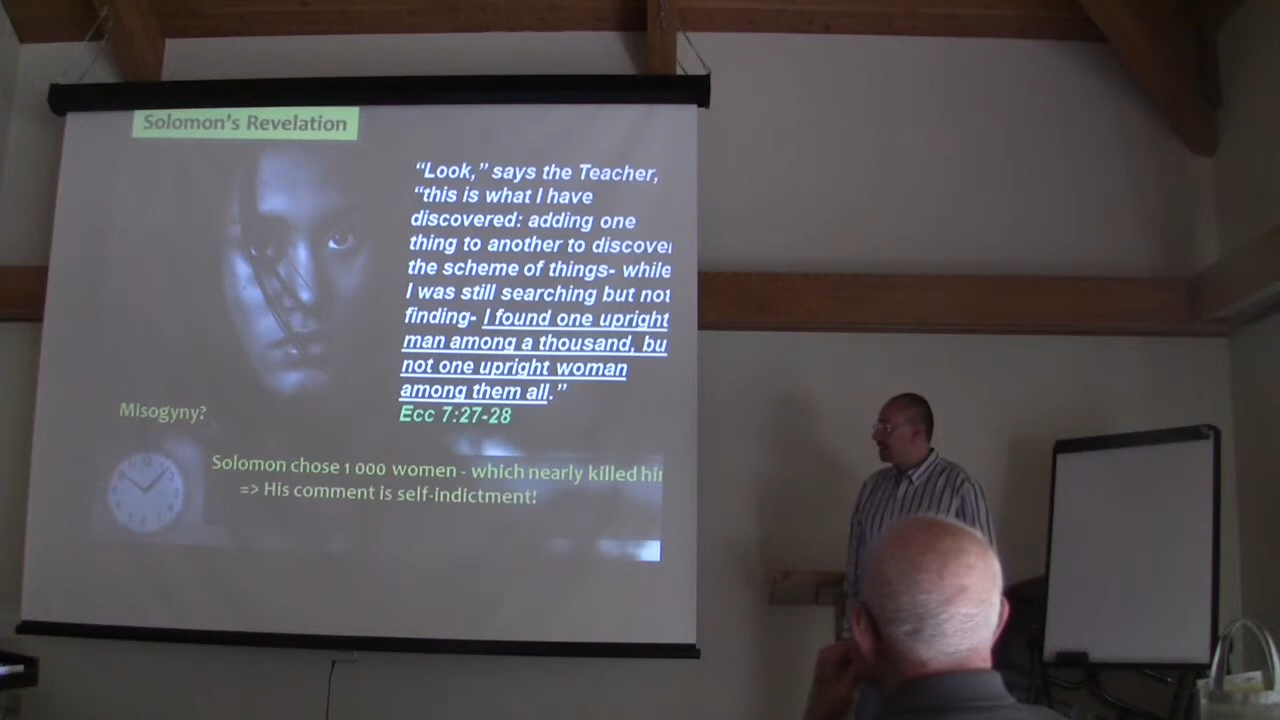 Solomon's Revelation
“Look,” says the Teacher,
“this is what I have
discovered: adding one
thing to another to discover
the scheme of things- while
I was still searching but not
finding- I found one upright
man among a thousand, bu
not one upright woman
among them all.”
Ecc 7:27-28
Misogyny?
Solomon chose 1 000 women - which nearly killed hi
=> His comment is self-indictment!